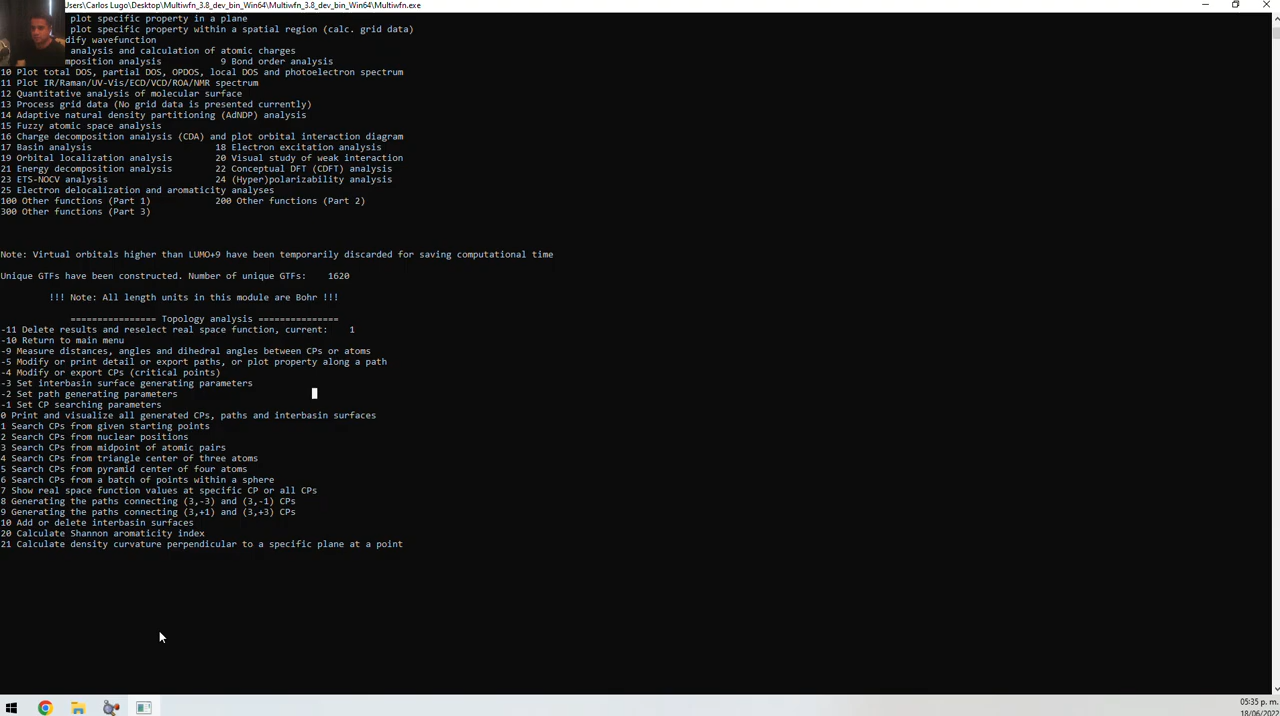 Users\Carlos Lugo\Desktop\Multiwfn_3.8_dev_bin_Win64\Multiwfn_3.8_dev_bin_Win64\Multiwfn.exe
plot specific property in a plane
plot specific property within a spatial region (calc. grid data)
dify wavefunction
analysis and calculation of atomic charges
mposition analysis 9 Bond order analysis
10 Plot total DOS, partial DOS, OPDOS, local DOS and photoelectron spectrum
11 Plot IR/Raman/UV-Vis/ECD/VCD/ROA/NMR spectrum
12 Quantitative analysis of molecular surface
13 Process grid data (No grid data is presented currently)
14 Adaptive natural density partitioning (AdNDP) analysis
15 Fuzzy atomic space analysis
16 Charge decomposition analysis (CDA) and plot orbital interaction diagram
17 Basin analysis 18 Electron excitation analysis
19 Orbital localization analysis 20 Visual study of weak interaction
21 Energy decomposition analysis 22 Conceptual DFT (CDFT) analysis
23 ETS-NOCV analysis 24 (Hyper)polarizability analysis
25 Electron delocalization and aromaticity analyses
100 Other functions (Part 1) 200 Other functions (Part 2)
300 Other functions (Part 3)
Note: Virtual orbitals higher than LUMO+9 have been temporarily discarded for saving computational time
Unique GTFs have been constructed. Number of unique GTFs: 1620
!!! Note: All length units in this module are Bohr !!!
================ Topology analysis ===============
-11 Delete results and reselect real space function, current: 1
-10 Return to main menu
-9 Measure distances, angles and dihedral angles between CPs or atoms
-5 Modify or print detail or export paths, or plot property along a path
-4 Modify or export CPs (critical points)
-3 Set interbasin surface generating parameters
-2 Set path generating parameters
-1 Set CP searching parameters
0 Print and visualize all generated CPs, paths and interbasin surfaces
1 Search CPs from given starting points
2 Search CPs from nuclear positions
3 Search CPs from midpoint of atomic pairs
4 Search CPs from triangle center of three atoms
5 Search CPs from pyramid center of four atoms
6 Search CPs from a batch of points within a sphere
7 Show real space function values at specific CP or all CPs
8 Generating the paths connecting (3,-3) and (3,-1) CPs
9 Generating the paths connecting (3,+1) and (3,+3) CPs
10 Add or delete interbasin surfaces
20 Calculate Shannon aromaticity index
21 Calculate density curvature perpendicular to a specific plane at a point
05:35 p. m.
18/06/2022